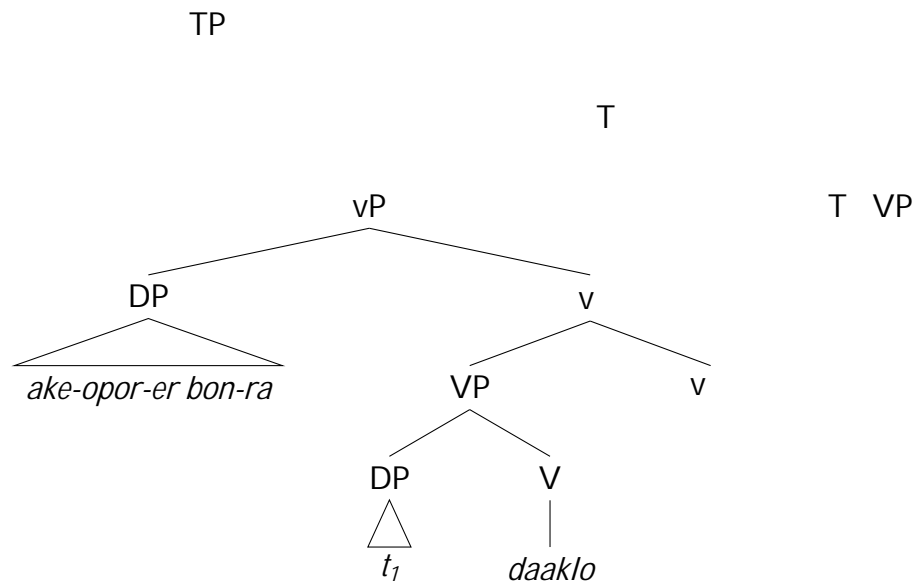 TP
T
vP T VP
DP v
ake-opor-er bon-ra VP v
DP V
t₁ daaklo